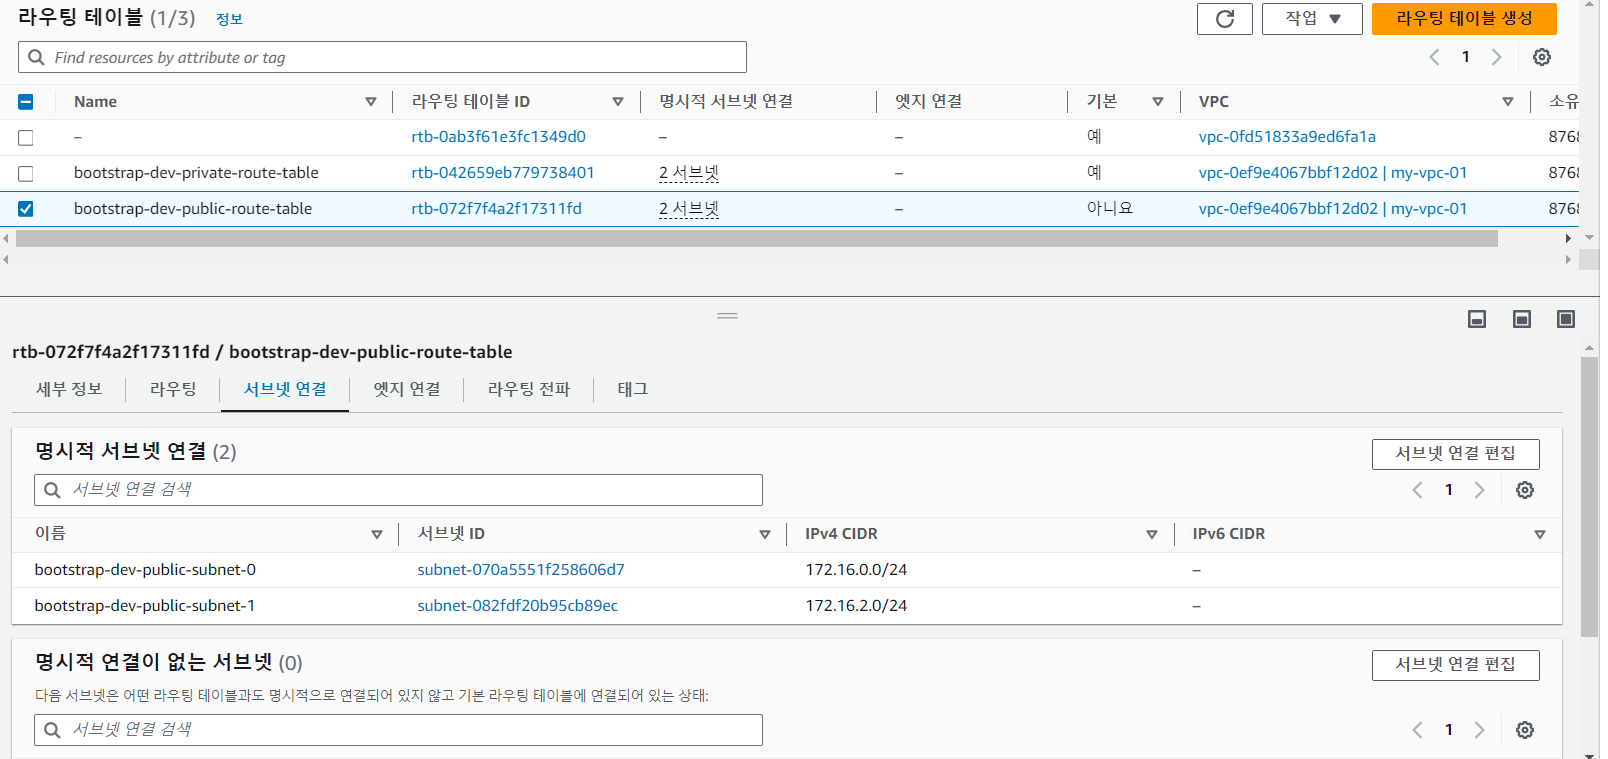 라우팅 테이블 (1/3) 정보 작업 라우팅 테이블 생성
Find resources by attribute or tag 1
Name 라우팅 테이블 ID 명시적 서브넷 연결 엣지 연결 기본 VPC 소유
– rtb-0ab3f61e3fc1349d0 – – 예 vpc-0fd51833a9ed6fa1a 8768
bootstrap-dev-private-route-table rtb-042659eb779738401 2 서브넷 – 예 vpc-0ef9e4067bbf12d02 | my-vpc-01 8768
bootstrap-dev-public-route-table rtb-072f7f4a2f17311fd 2 서브넷 – 아니요 vpc-0ef9e4067bbf12d02 | my-vpc-01 8768
rtb-072f7f4a2f17311fd / bootstrap-dev-public-route-table
세부 정보 라우팅 서브넷 연결 엣지 연결 라우팅 전파 태그
명시적 서브넷 연결 (2) 서브넷 연결 편집
서브넷 연결 검색 1
이름 서브넷 ID IPv4 CIDR IPv6 CIDR
bootstrap-dev-public-subnet-0 subnet-070a5551f258606d7 172.16.0.0/24 –
bootstrap-dev-public-subnet-1 subnet-082fdf20b95cb89ec 172.16.2.0/24 –
명시적 연결이 없는 서브넷 (0) 서브넷 연결 편집
다음 서브넷은 어떤 라우팅 테이블과도 명시적으로 연결되어 있지 않고 기본 라우팅 테이블에 연결되어 있는 상태:
서브넷 연결 검색 1